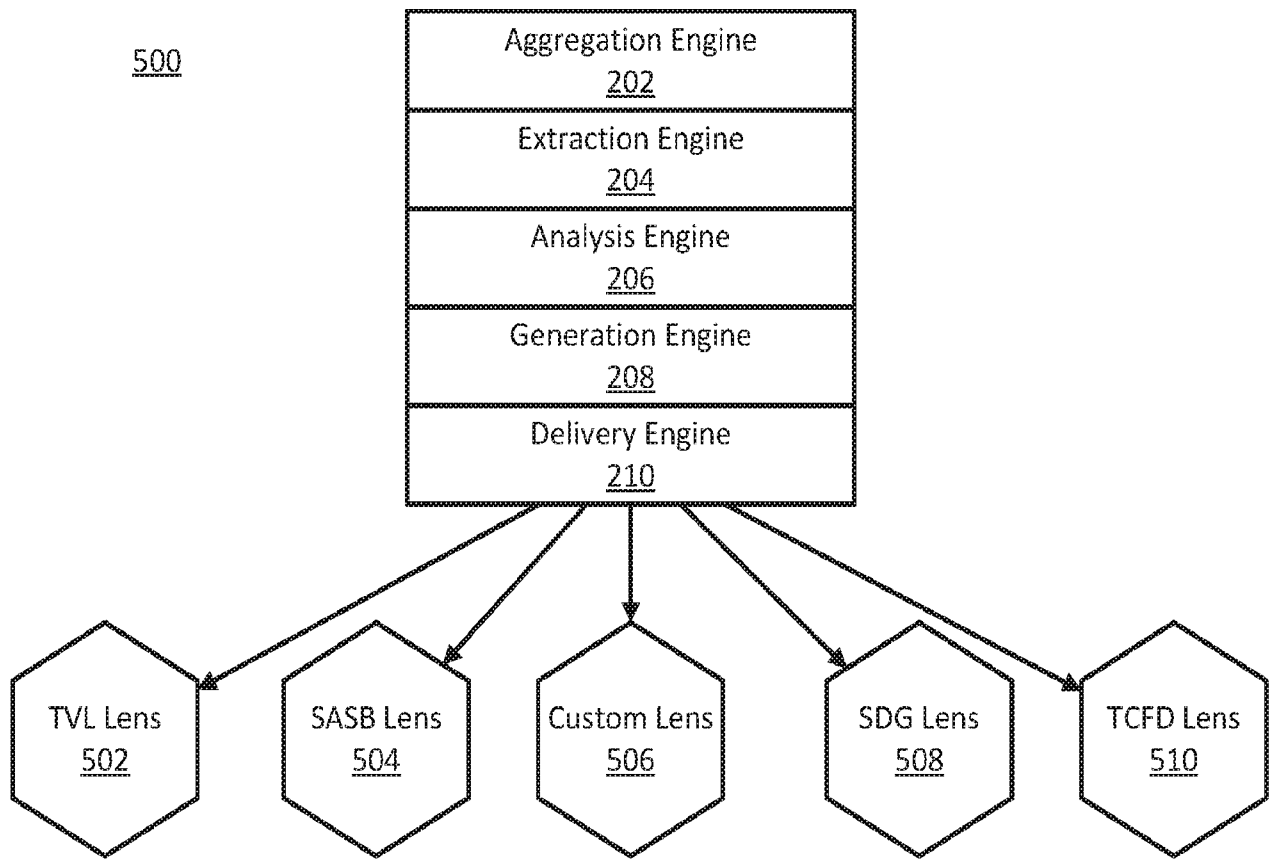 500
Aggregation Engine
202
Extraction Engine
204
Analysis Engine
206
Generation Engine
208
Delivery Engine
210
TVL Lens
502
SASB Lens
504
Custom Lens
506
SDG Lens
508
TCFD Lens
510